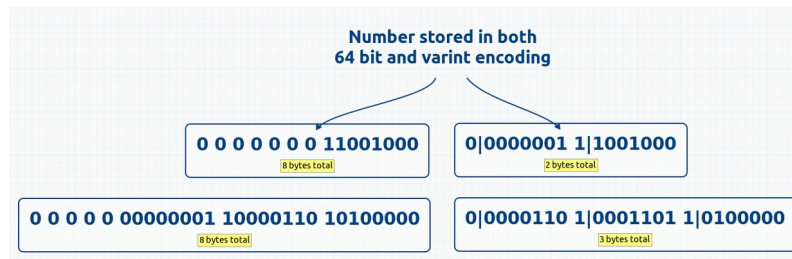 Number stored in both
64 bit and varint encoding
0 0 0 0 0 0 0 11001000
8 bytes total
0|0000001 1|1001000
2 bytes total
0 0 0 0 0 00000001 10000110 10100000
8 bytes total
0|0000110 1|0001101 1|0100000
3 bytes total